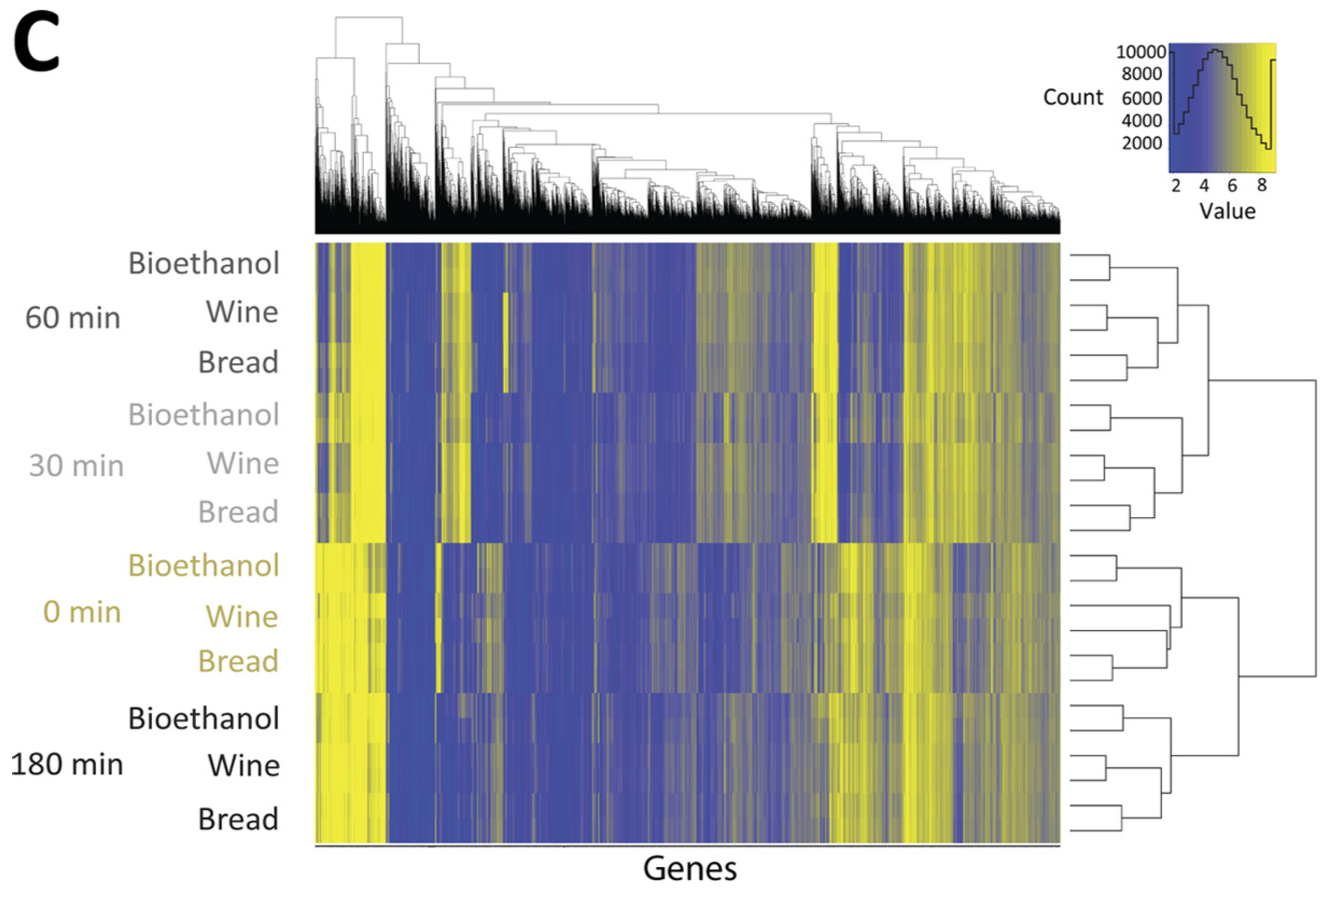 C
10000
8000
6000
4000
2000
Count
2 4 6 8
Value
Bioethanol
60 min Wine
Bread
Bioethanol
30 min Wine
Bread
Bioethanol
0 min Wine
Bread
Bioethanol
180 min Wine
Bread
Genes